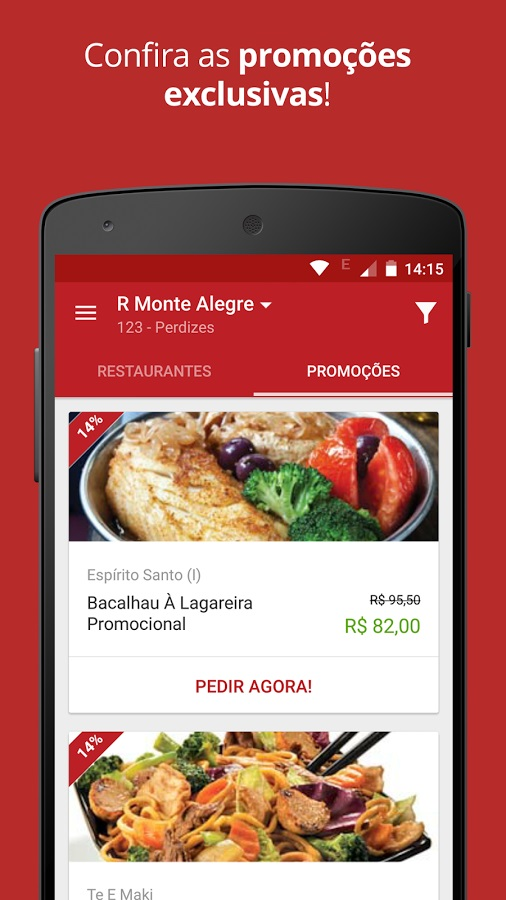 Confira as promoções
exclusivas!
E
14:15
R Monte Alegre
123 - Perdizes
RESTAURANTES
PROMOÇÕES
14%
Espírito Santo (I)
Bacalhau À Lagareira
Promocional
R$ 95,50
R$ 82,00
PEDIR AGORA!
14%
Te E Maki